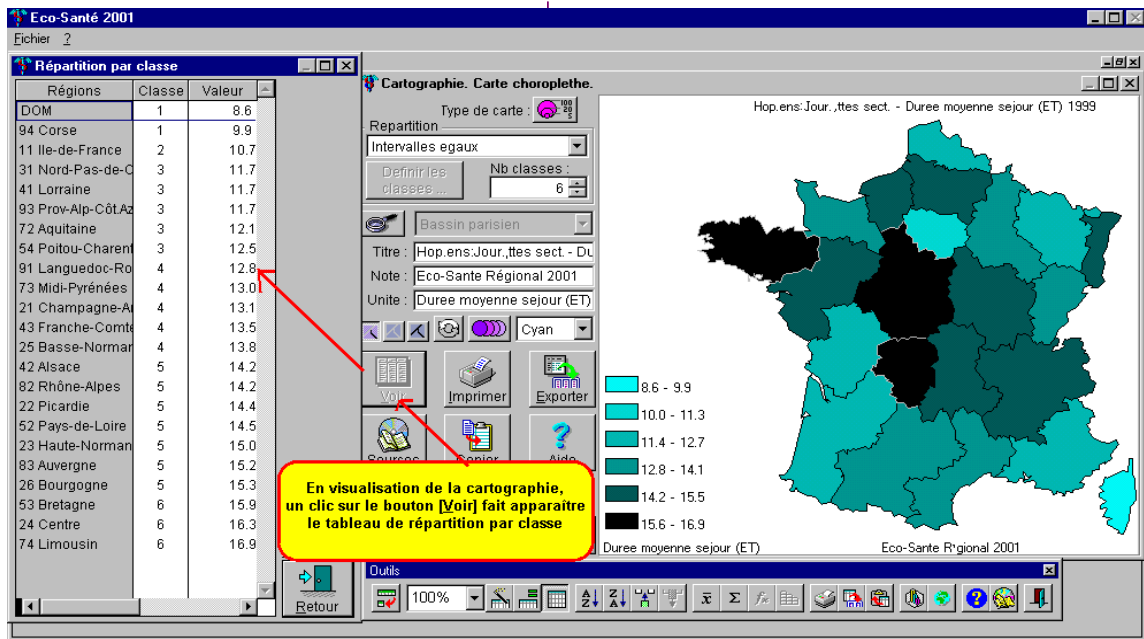 Eco-Santé 2001
Fichier ?
Répartition par classe
Régions Classe Valeur
DOM 1 8.6
94 Corse 1 9.9
11 Ile-de-France 2 10.7
31 Nord-Pas-de-C 3 11.7
41 Lorraine 3 11.7
93 Prov-Alp-Côt.Az 3 11.7
72 Aquitaine 3 12.1
54 Poitou-Charent 3 12.5
91 Languedoc-Ro 4 12.8
73 Midi-Pyrénées 4 13.0
21 Champagne-Ar 4 13.1
43 Franche-Comte 4 13.5
25 Basse-Norman 4 13.8
42 Alsace 5 14.2
82 Rhône-Alpes 5 14.2
22 Picardie 5 14.4
52 Pays-de-Loire 5 14.5
23 Haute-Norman 5 15.0
83 Auvergne 5 15.2
26 Bourgogne 5 15.3
53 Bretagne 6 15.9
24 Centre 6 16.3
74 Limousin 6 16.9
Retour
Cartographie. Carte choroplethe.
Type de carte :
Repartition
Intervalles egaux
Definir les classes ...
Nb classes :
6
Bassin parisien
Titre : Hop.ens:Jour.,ttes sect. - Du
Note : Eco-Sante Régional 2001
Unite : Duree moyenne sejour (ET)
Cyan
Voir Imprimer Exporter
Sources Copier Aide
En visualisation de la cartographie,
un clic sur le bouton [Voir] fait apparaître
le tableau de répartition par classe
Hop.ens:Jour.,ttes sect. - Duree moyenne sejour (ET) 1999
8.6 - 9.9
10.0 - 11.3
11.4 - 12.7
12.8 - 14.1
14.2 - 15.5
15.6 - 16.9
Duree moyenne sejour (ET) Eco-Sante R'gional 2001
Outils
100%